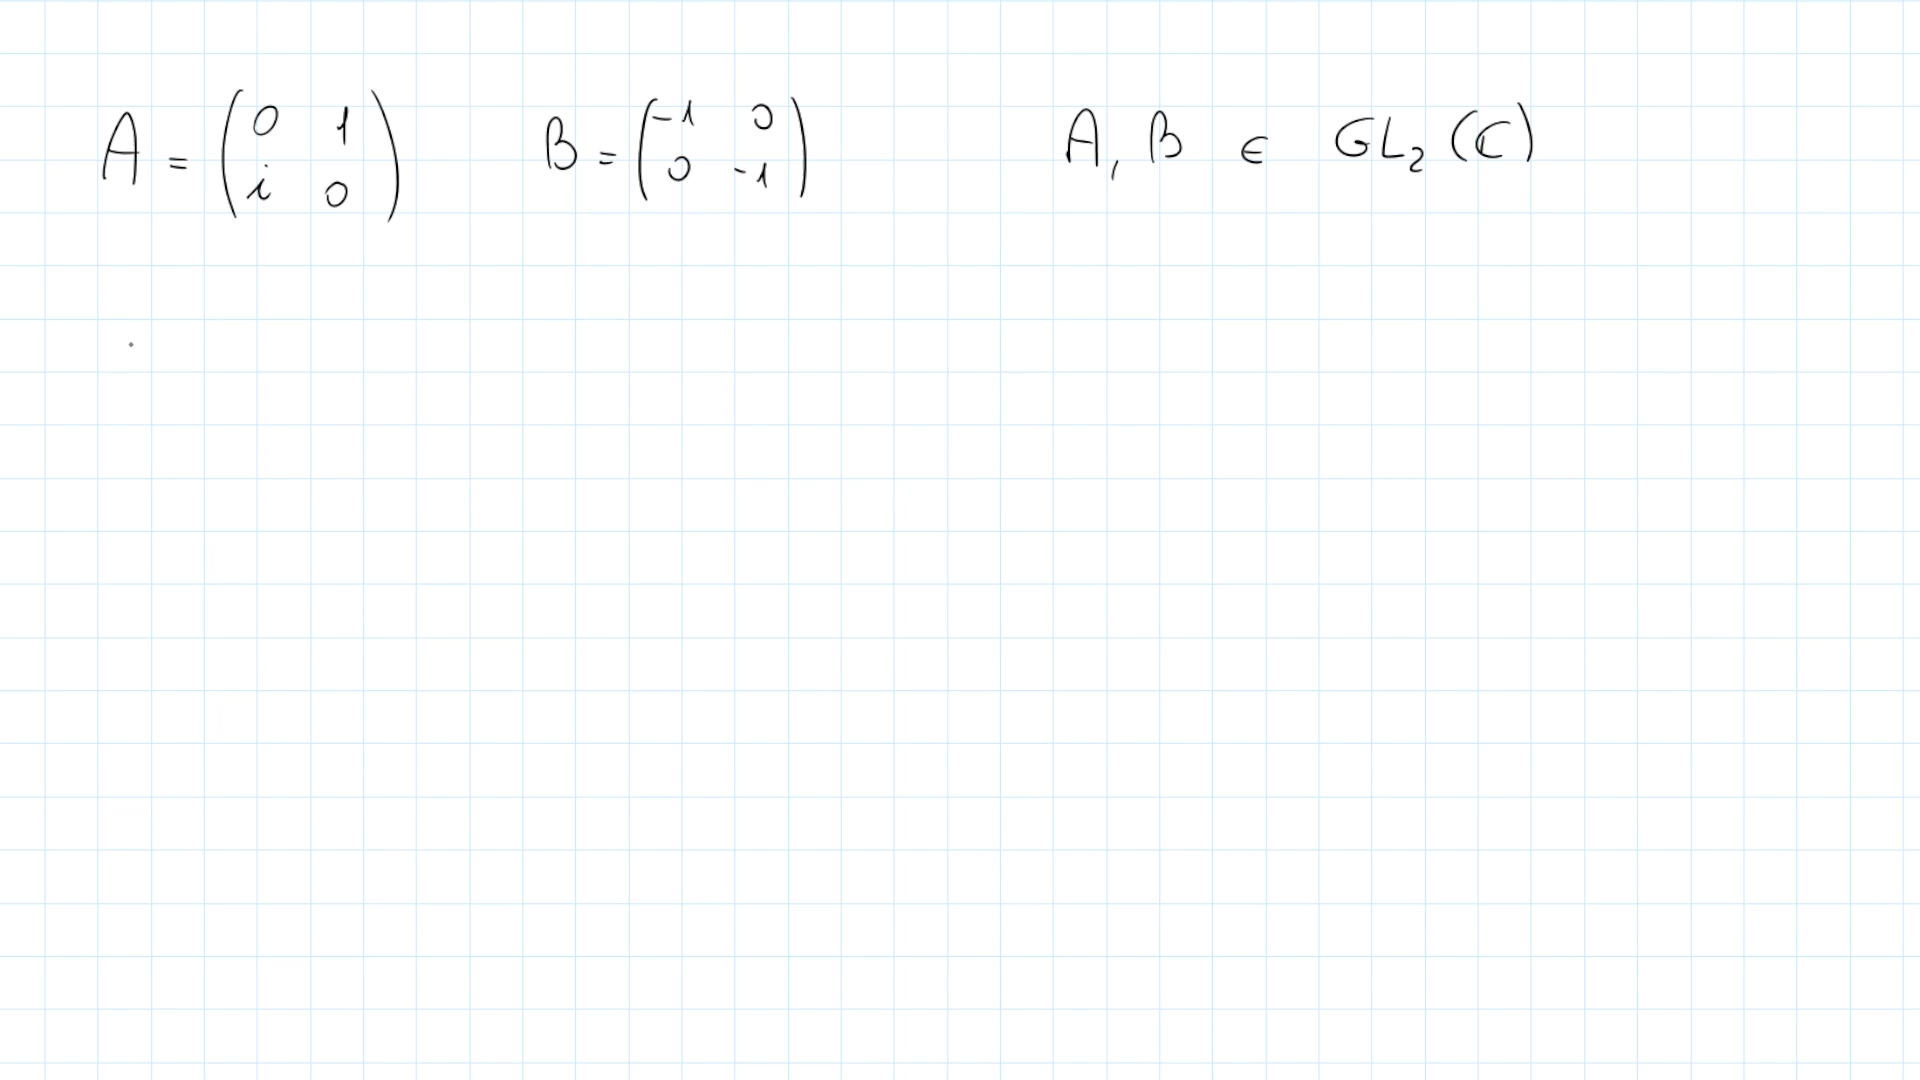 A = (0 1 i 0) B = (-1 0 0 -1) A, B ∈ GL₂(ℂ)